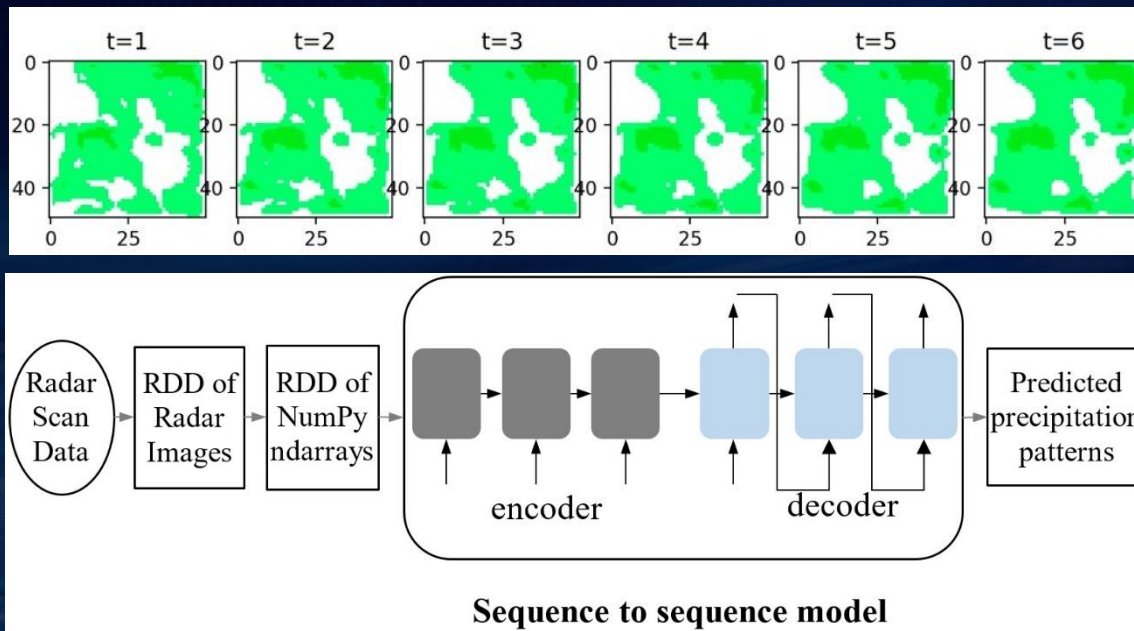 t=1 t=2 t=3 t=4 t=5 t=6
0 0 0 0 0 0
20 20 20 20 20 20
40 40 40 40 40 40
0 25 0 25 0 25 0 25 0 25 0 25
Radar
Scan
Data
RDD of
Radar
Images
RDD of
NumPy
ndarrays
encoder
decoder
Predicted
precipitation
patterns
Sequence to sequence model